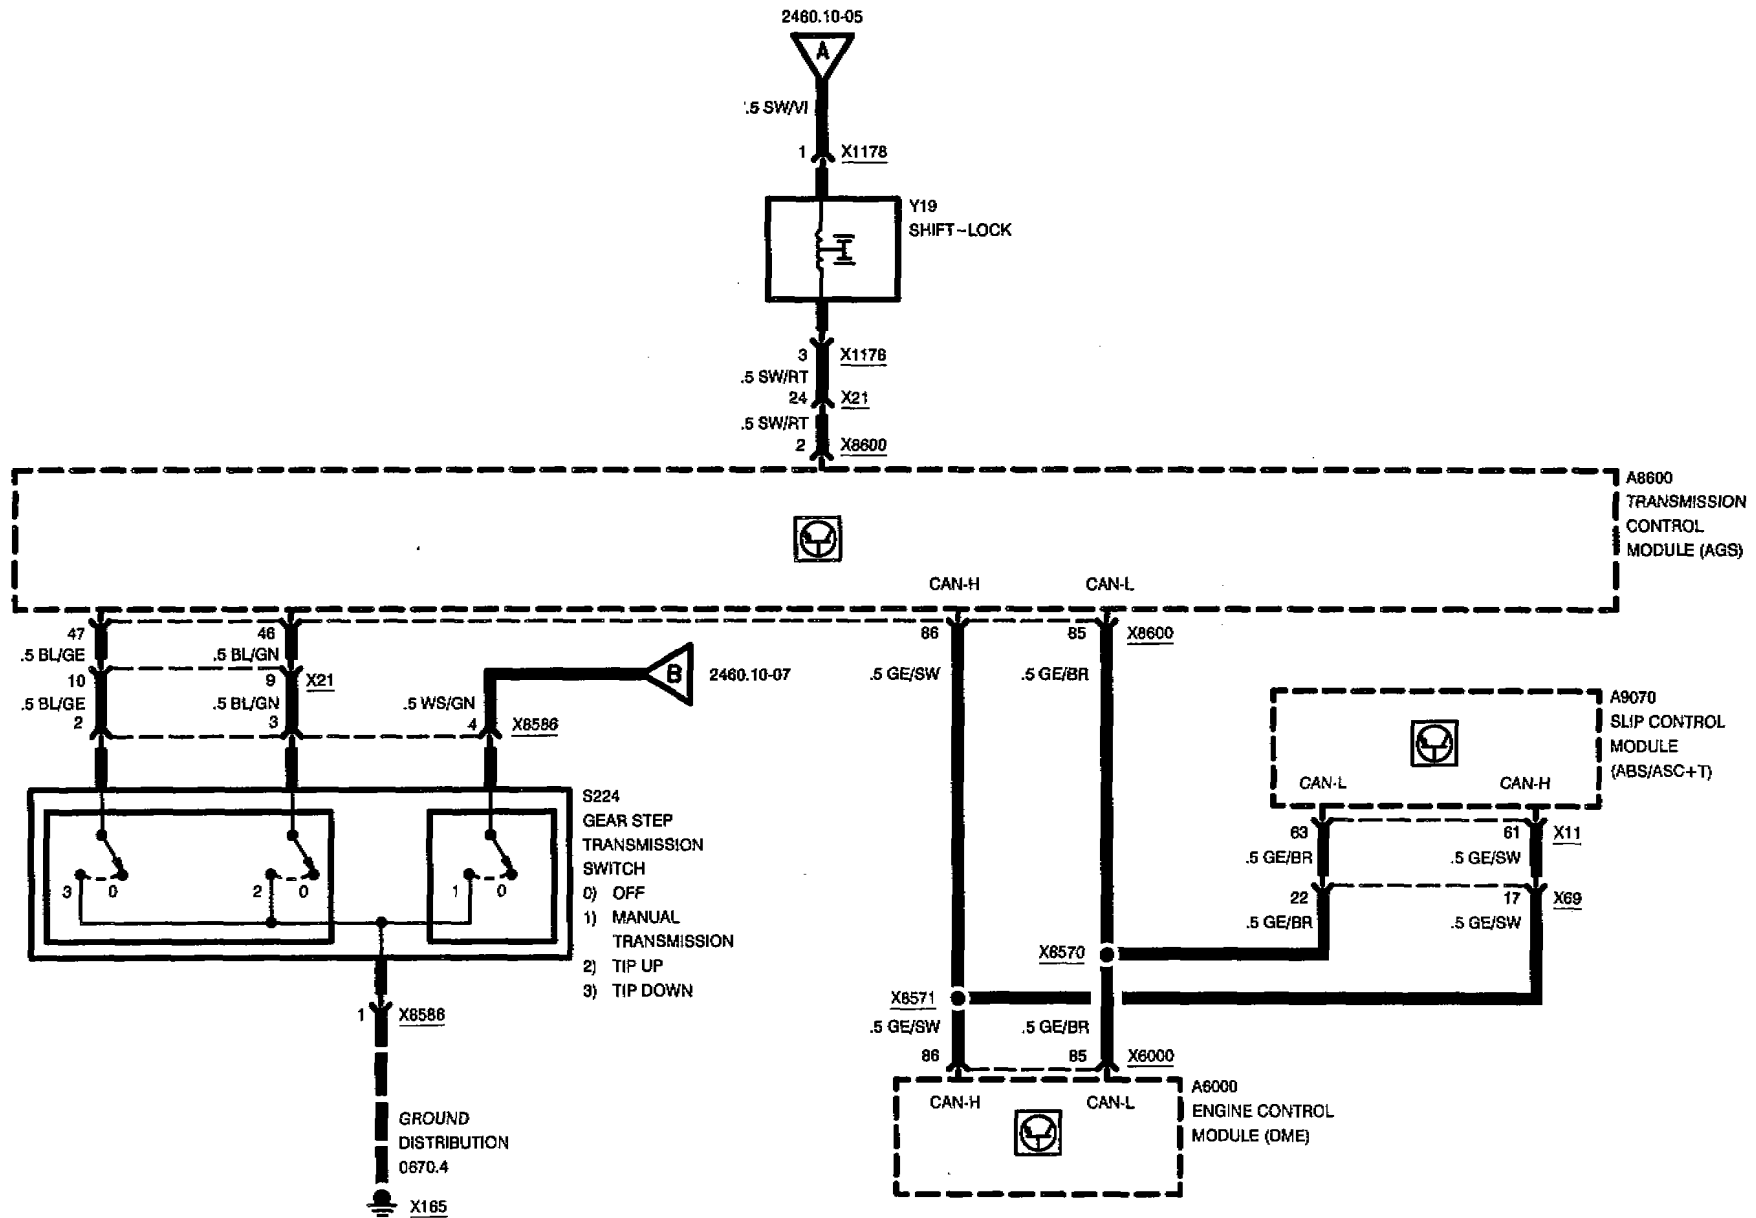 2460.10-05
A
.5 SW/VI
1 X1178
Y19
SHIFT-LOCK
3 X1178
.5 SW/RT
24 X21
.5 SW/RT
2 X8600
A8600
TRANSMISSION
CONTROL
MODULE (AGS)
CAN-H CAN-L
47 46 86 85 X8600
.5 BL/GE .5 BL/GN
10 9 X21
B 2460.10-07
.5 GE/SW .5 GE/BR
.5 BL/GE .5 BL/GN .5 WS/GN
2 3 4 X8586
A9070
SLIP CONTROL
MODULE
(ABS/ASC+T)
CAN-L CAN-H
S224
GEAR STEP
TRANSMISSION
SWITCH
0) OFF
1) MANUAL
TRANSMISSION
2) TIP UP
3) TIP DOWN
3 0 2 0 1 0
63 61 X11
.5 GE/BR .5 GE/SW
22 17 X69
.5 GE/BR .5 GE/SW
X8570
X8571
.5 GE/SW .5 GE/BR
1 X8586
86 85 X6000
CAN-H CAN-L
A6000
ENGINE CONTROL
MODULE (DME)
GROUND
DISTRIBUTION
0670.4
X165